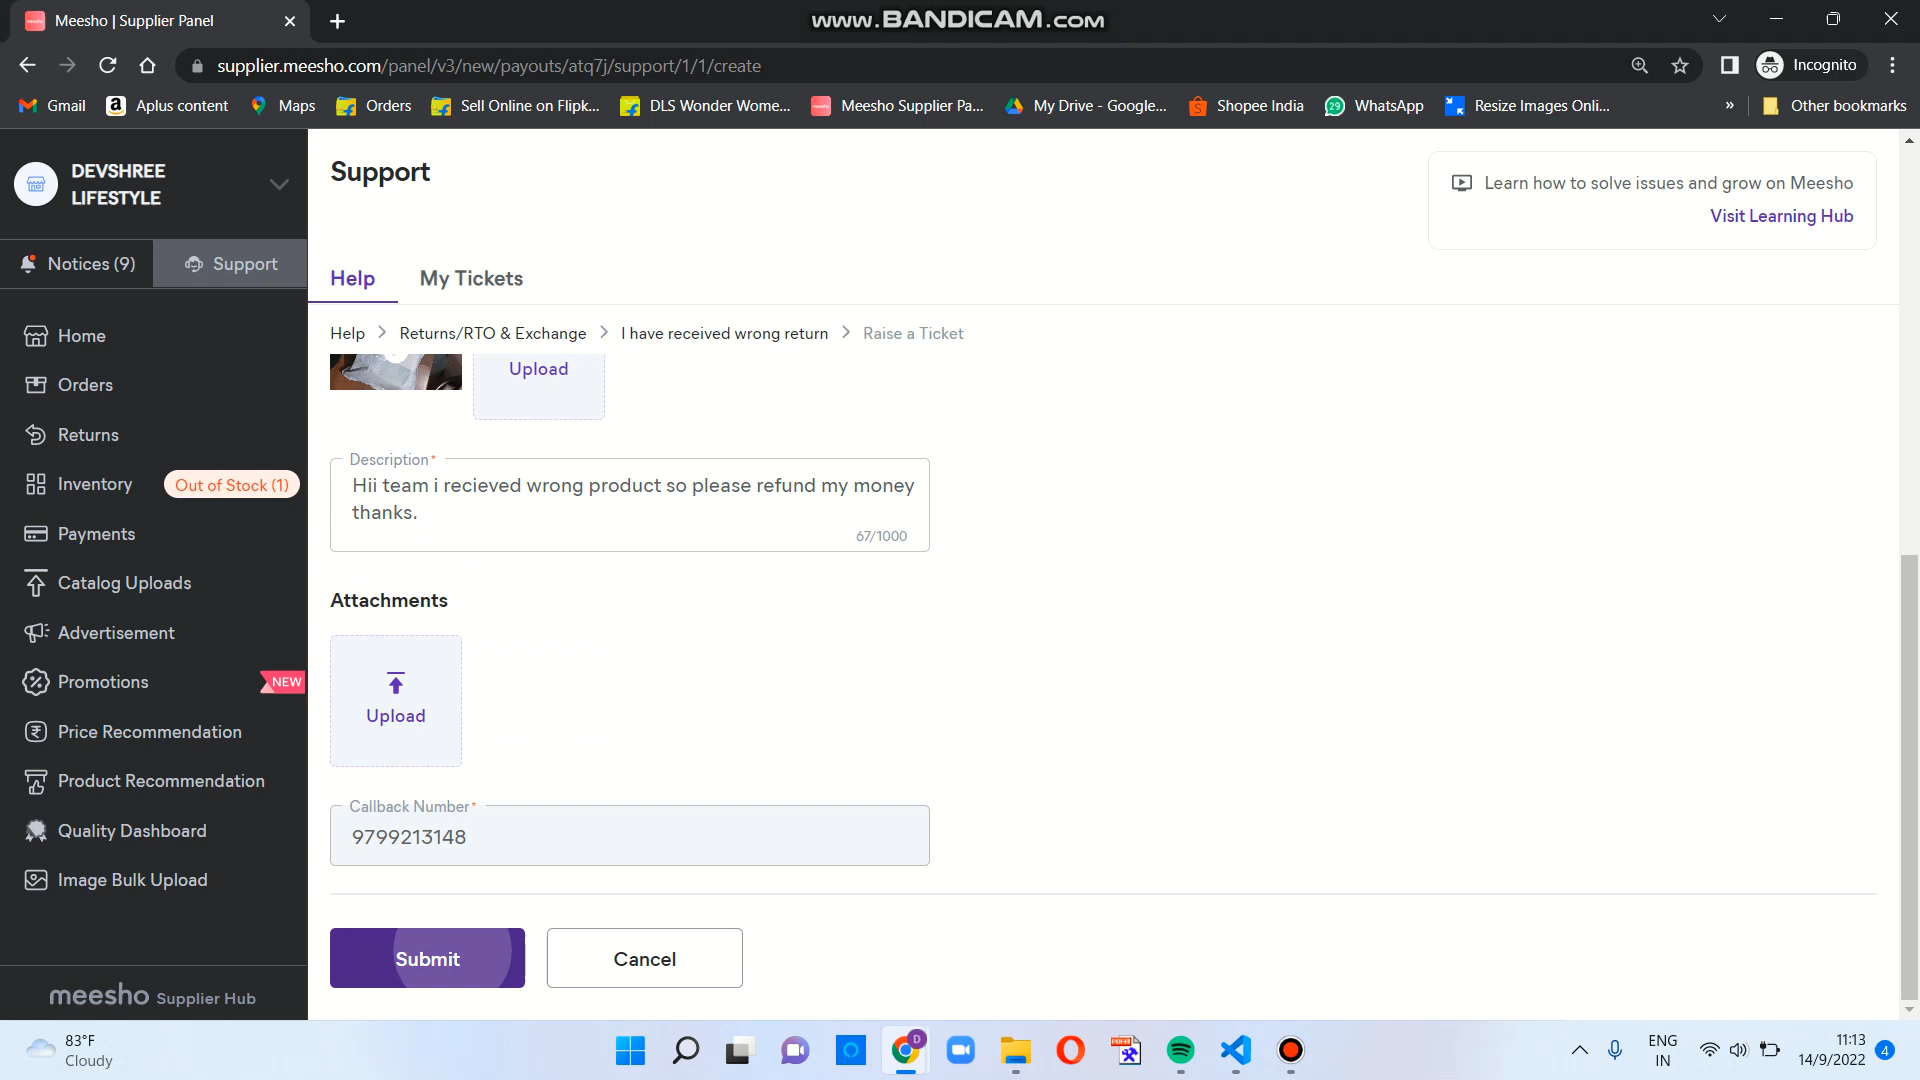 Meesho | Supplier Panel
www.BANDICAM.com
supplier.meesho.com/panel/v3/new/payouts/atq7j/support/1/1/create
Incognito
Gmail
Aplus content
Maps
Orders
Sell Online on Flipk...
DLS Wonder Wome...
Meesho Supplier Pa...
My Drive - Google...
Shopee India
29
WhatsApp
Resize Images Onli...
»
Other bookmarks
DEVSHREE
LIFESTYLE
Notices (9)
Support
Home
Orders
Returns
Inventory
Out of Stock (1)
Payments
Catalog Uploads
Advertisement
Promotions
NEW
Price Recommendation
Product Recommendation
Quality Dashboard
Image Bulk Upload
meesho Supplier Hub
Support
Learn how to solve issues and grow on Meesho
Visit Learning Hub
Help
My Tickets
Help > Returns/RTO & Exchange > I have received wrong return > Raise a Ticket
Upload
Description*
Hii team i recieved wrong product so please refund my money
thanks.
67/1000
Attachments
Upload
Callback Number*
9799213148
Submit
Cancel
83°F
Cloudy
D
ENG
IN
11:13
14/9/2022
4